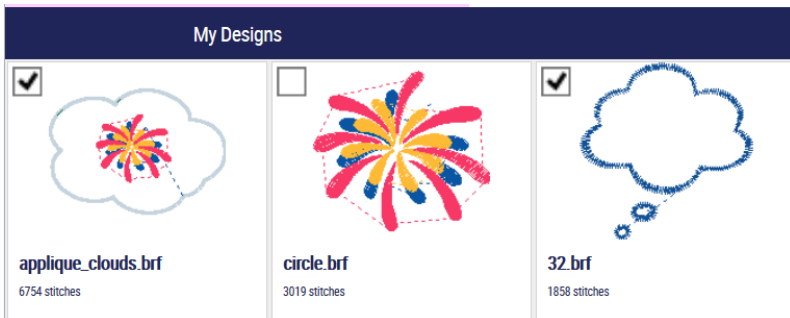 My Designs
applique_clouds.brf
6754 stitches
circle.brf
3019 stitches
32.brf
1858 stitches